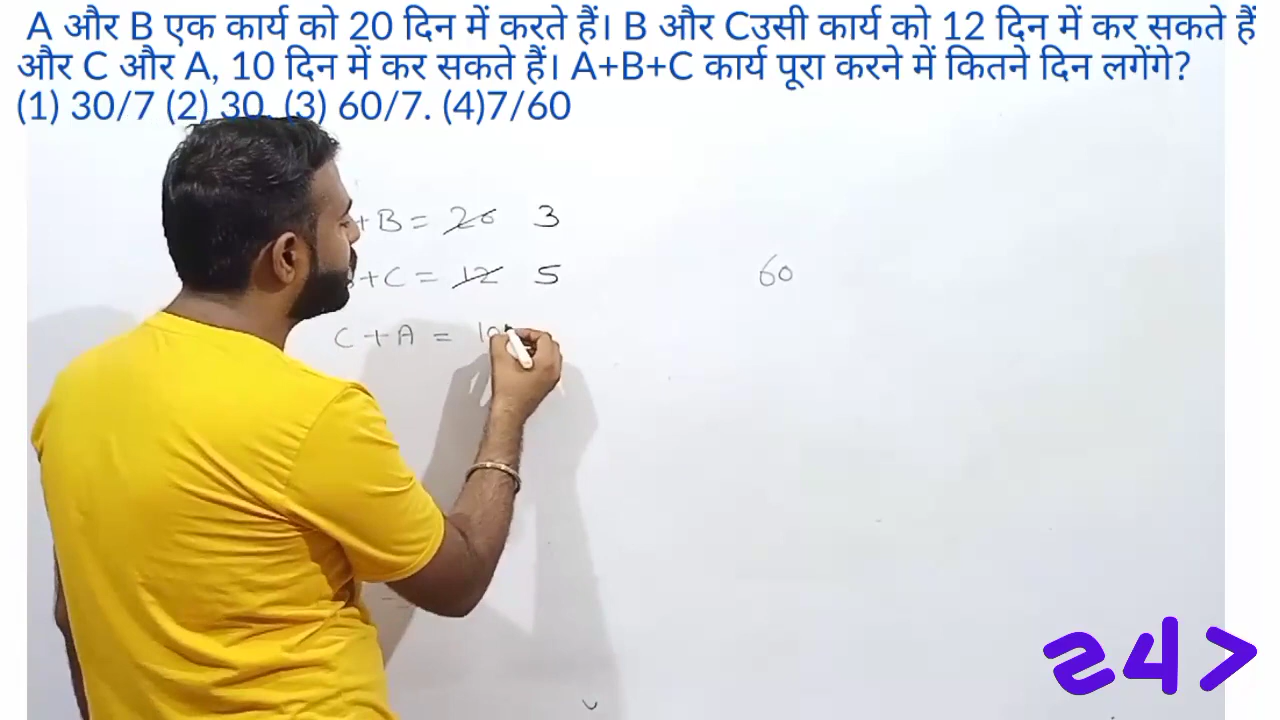 A और B एक कार्य को 20 दिन में करते हैं। B और Cउसी कार्य को 12 दिन में कर सकते हैं
और C और A, 10 दिन में कर सकते हैं। A+B+C कार्य पूरा करने में कितने दिन लगेंगे?
(1) 30/7 (2) 30. (3) 60/7. (4)7/60
+B = 20 3
+C = 12 5
60
C + A = 10
247